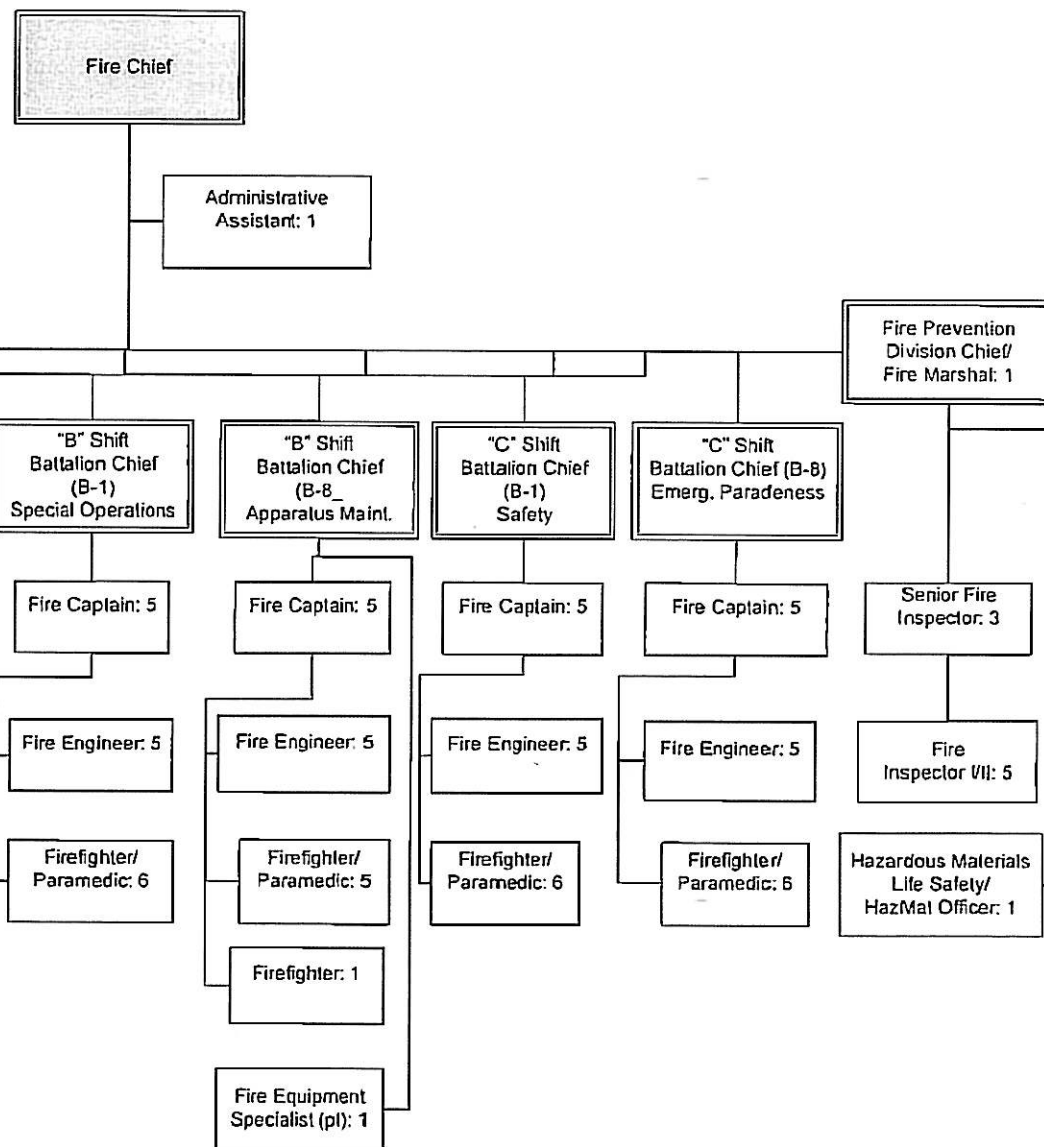 Fire Chief
Administrative
Assistant: 1
Fire Prevention
Division Chief/
Fire Marshal: 1
"B" Shift
Battalion Chief
(B-1)
Special Operations
"B" Shift
Battalion Chief
(B-8_
Apparatus Maint.
"C" Shift
Battalion Chief
(B-1)
Safety
"C" Shift
Battalion Chief (B-8)
Emerg. Paradeness
Fire Captain: 5
Fire Captain: 5
Fire Captain: 5
Fire Captain: 5
Senior Fire
Inspector: 3
Fire Engineer: 5
Fire Engineer: 5
Fire Engineer: 5
Fire Engineer: 5
Fire
Inspector I/II: 5
Firefighter/
Paramedic: 6
Firefighter/
Paramedic: 5
Firefighter/
Paramedic: 6
Firefighter/
Paramedic: 6
Hazardous Materials
Life Safety/
HazMat Officer: 1
Firefighter: 1
Fire Equipment
Specialist (pt): 1